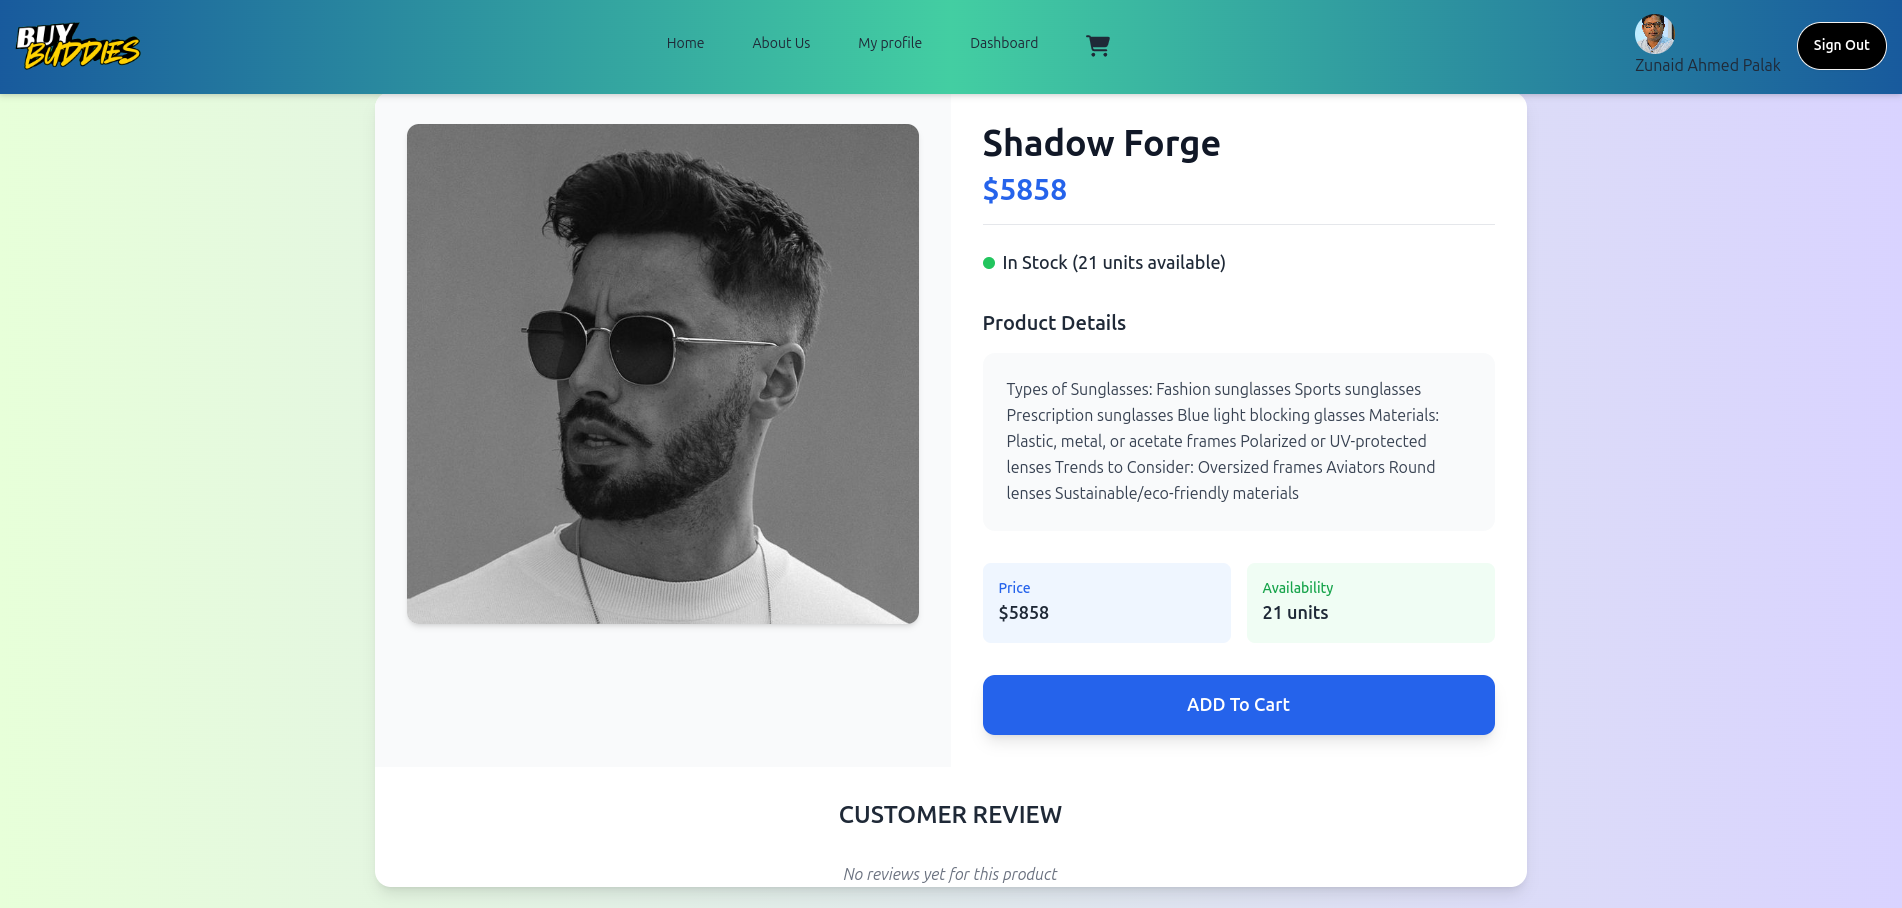 BUY
BUDDIES
Home
About Us
My profile
Dashboard
Zunaid Ahmed Palak
Sign Out
Shadow Forge
$5858
In Stock (21 units available)
Product Details
Types of Sunglasses: Fashion sunglasses Sports sunglasses
Prescription sunglasses Blue light blocking glasses Materials:
Plastic, metal, or acetate frames Polarized or UV-protected
lenses Trends to Consider: Oversized frames Aviators Round
lenses Sustainable/eco-friendly materials
Price
$5858
Availability
21 units
ADD To Cart
CUSTOMER REVIEW
No reviews yet for this product